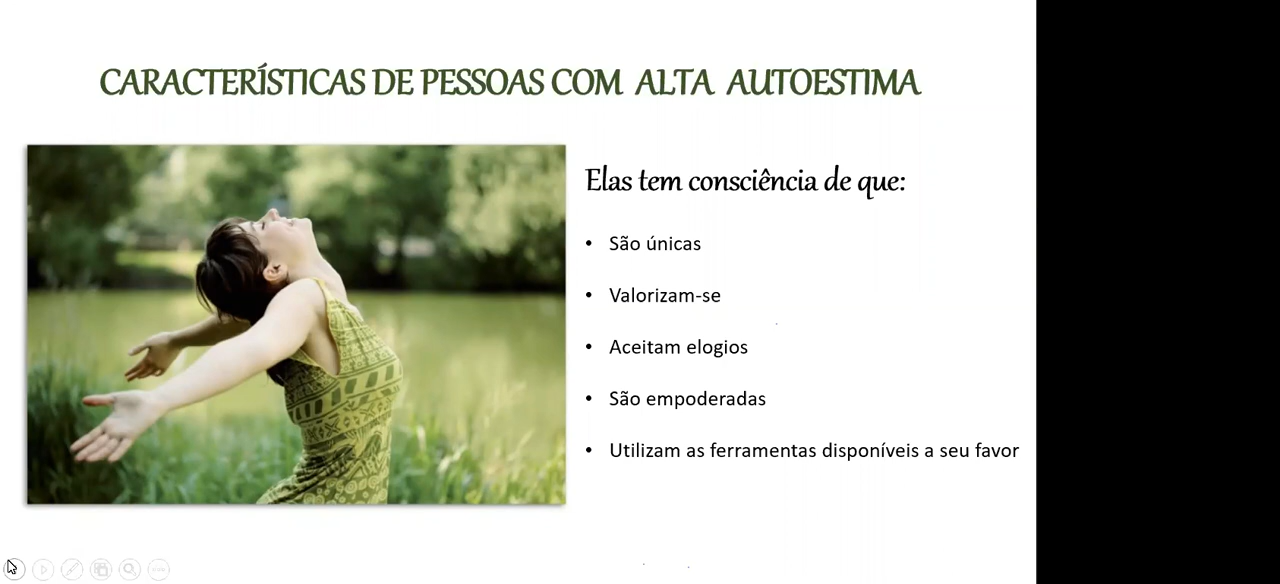 CARACTERÍSTICAS DE PESSOAS COM ALTA AUTOESTIMA
Elas tem consciência de que:
• São únicas
• Valorizam-se
• Aceitam elogios
• São empoderadas
• Utilizam as ferramentas disponíveis a seu favor